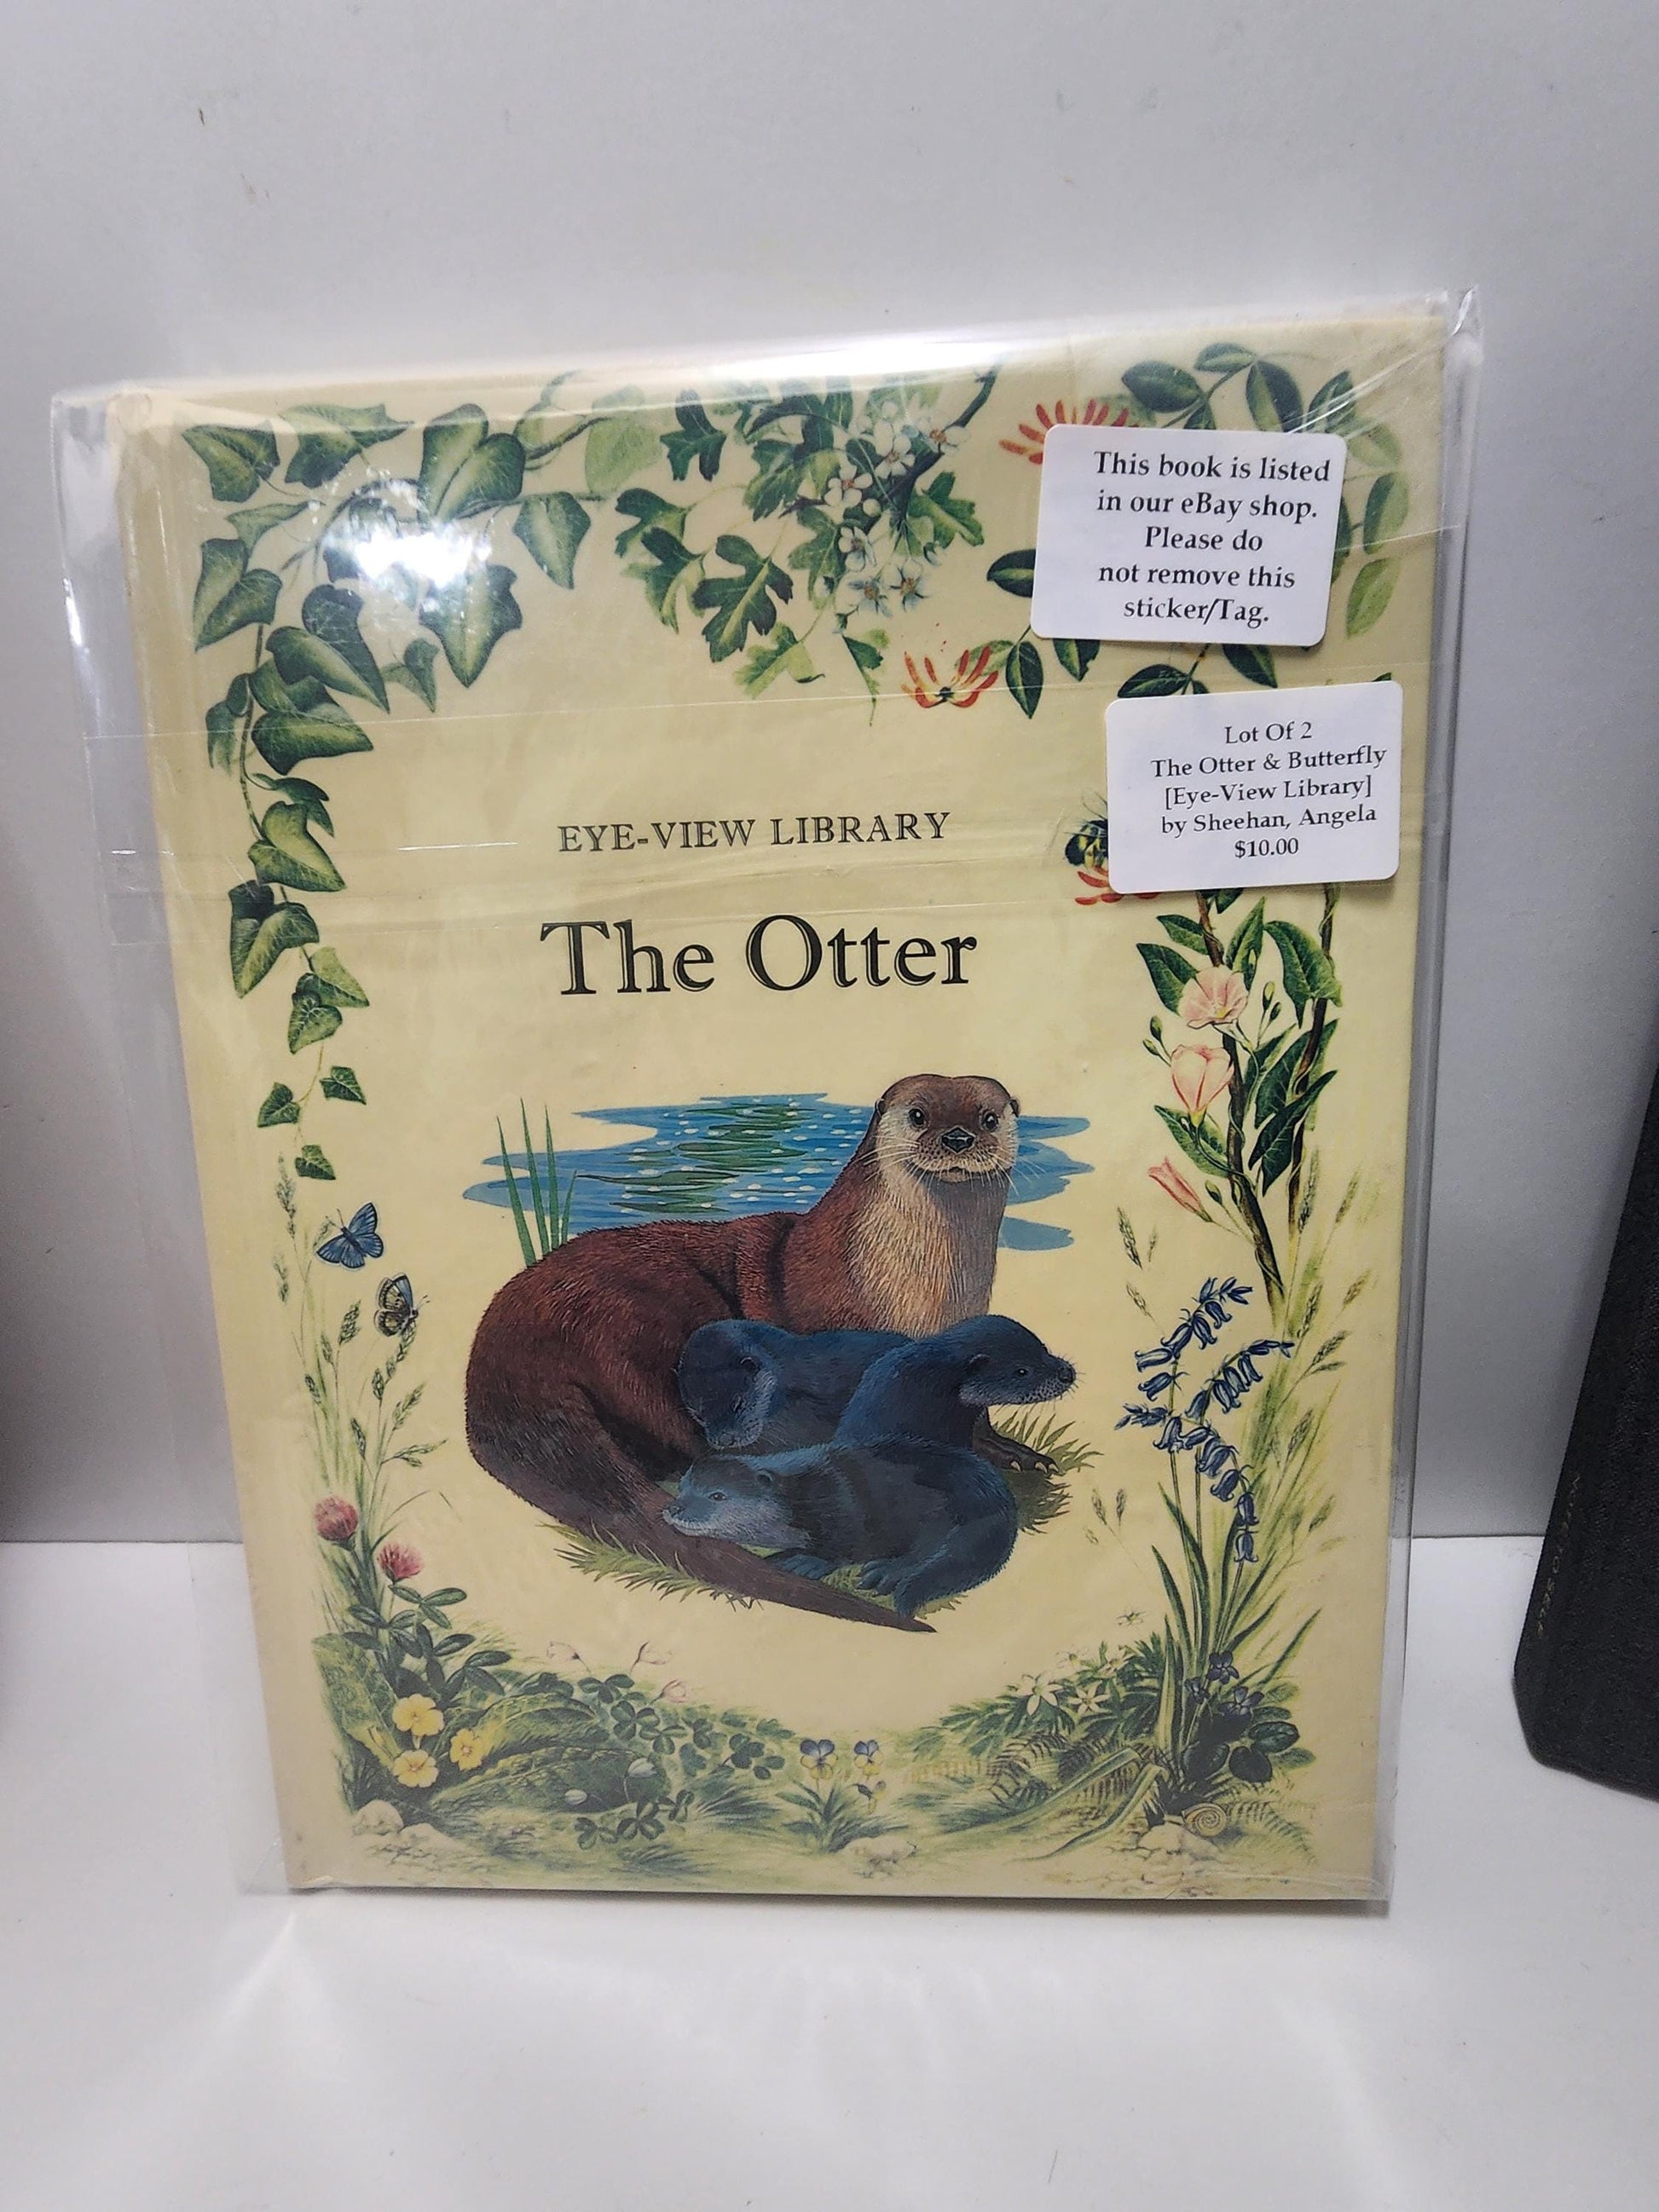 This book is listed
in our eBay shop.
Please do
not remove this
sticker/Tag.
Lot Of 2
The Otter & Butterfly
[Eye-View Library]
by Sheehan, Angela
$10.00
EYE-VIEW LIBRARY
The Otter